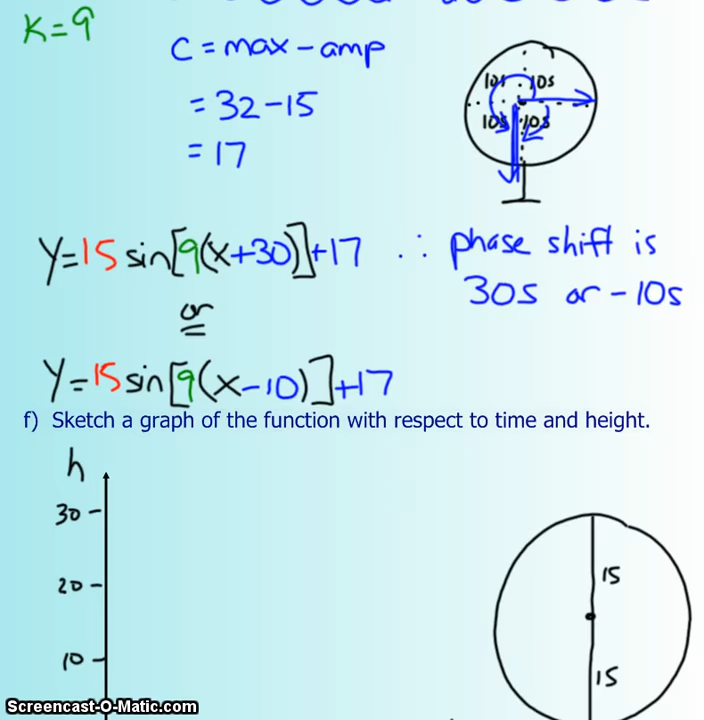 K=9
C = max - amp
= 32-15
= 17
10s 10s
10s 10s
Y=15 sin[9(x+30)]+17 ∴ phase shift is
30s or -10s
or
Y=15 sin[9(x-10)]+17
f) Sketch a graph of the function with respect to time and height.
h
30
20
10
15
15
Screencast-O-Matic.com